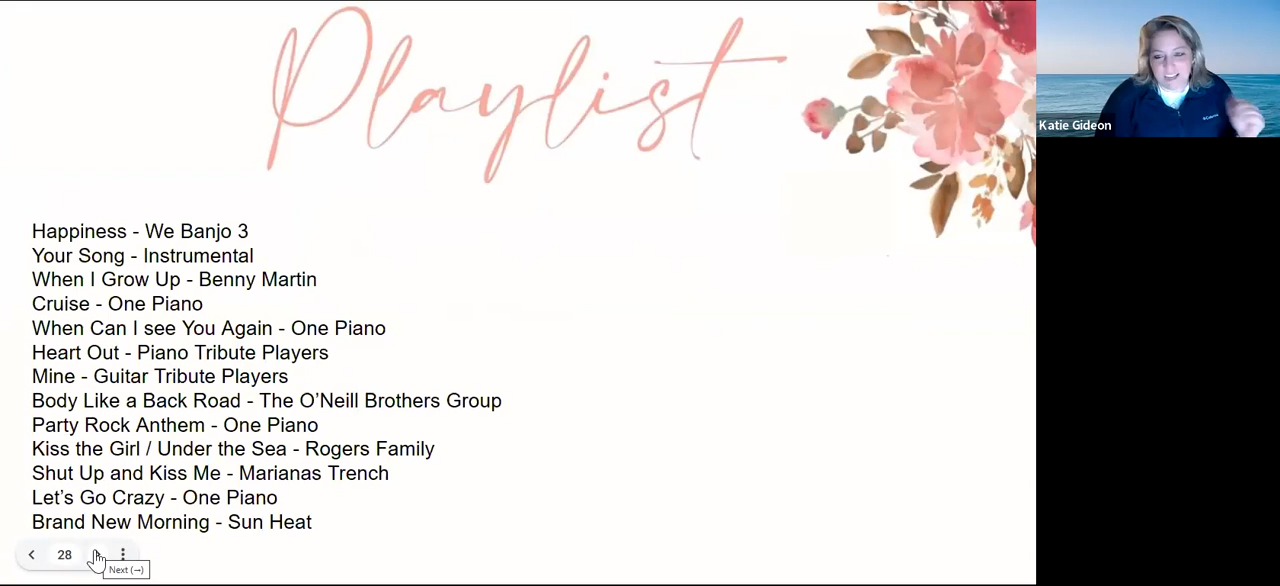 Playlist
Katie Gideon
Happiness - We Banjo 3
Your Song - Instrumental
When I Grow Up - Benny Martin
Cruise - One Piano
When Can I see You Again - One Piano
Heart Out - Piano Tribute Players
Mine - Guitar Tribute Players
Body Like a Back Road - The O’Neill Brothers Group
Party Rock Anthem - One Piano
Kiss the Girl / Under the Sea - Rogers Family
Shut Up and Kiss Me - Marianas Trench
Let’s Go Crazy - One Piano
Brand New Morning - Sun Heat
28
Next (→)